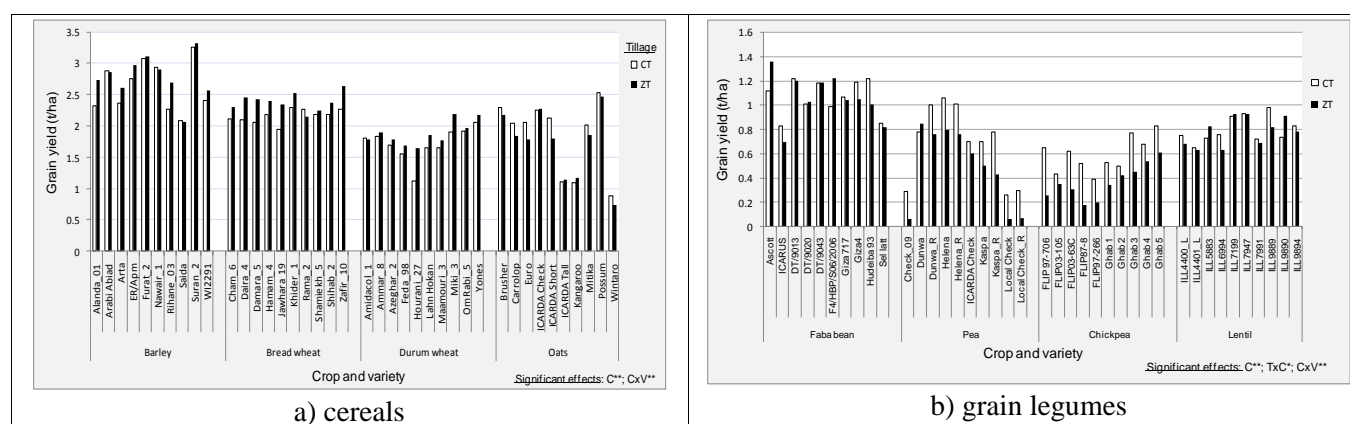 3.5
3
2.5
2
1.5
1
0.5
0
Grain yield (t/ha)
Tillage
CT
ZT
Alanda_01
Arabi Abiad
Arta
ER/Apm
Furat_2
Nawair_1
Rihane_03
Saida
Suran_2
WI2291
Cham_6
Daira_4
Damara_5
Hamam_4
Jawhara 19
Khider_1
Rama_2
Shamiekh_5
Shihab_2
Zafir_10
Amidacol 1
Ammar_8
Azeghar_2
Feda_98
Hourani_27
Lahn Hokan
Maamouri_3
Miki_3
OmRabi_5
Yones
Brusher
Carrolop
Euro
ICARDA Check
ICARDA Short
ICARDA Tall
Kangaroo
Mitika
Possum
Wintaro
Barley
Bread wheat
Durum wheat
Oats
Crop and variety
Significant effects: C**; CxV**
a) cereals
1.6
1.4
1.2
1.0
0.8
0.6
0.4
0.2
0.0
Grain yield (t/ha)
CT
ZT
Ascott
ICARUS
DT/9013
DT/9020
DT/9043
F4/HBP/S06/2006
Giza 717
Giza4
Hudeiba 93
Sel latt
Check_09
Dunwa
Dunwa_R
Helena
Helena_R
ICARDA Check
Kaspa
Kaspa_R
Local Check
Local Check_R
FLIP 97-706
FLIP03-105
FLIP03-63C
FLIP87-8
FLIP97-266
Ghab 1
Ghab 2
Ghab 3
Ghab 4
Ghab 5
ILL4400_L
ILL4401_L
ILL5883
ILL6994
ILL7199
ILL7947
ILL7991
ILL9889
ILL9890
ILL9894
Faba bean
Pea
Chickpea
Lentil
Crop and variety
Significant effects: C**; TxC*; CxV**
b) grain legumes